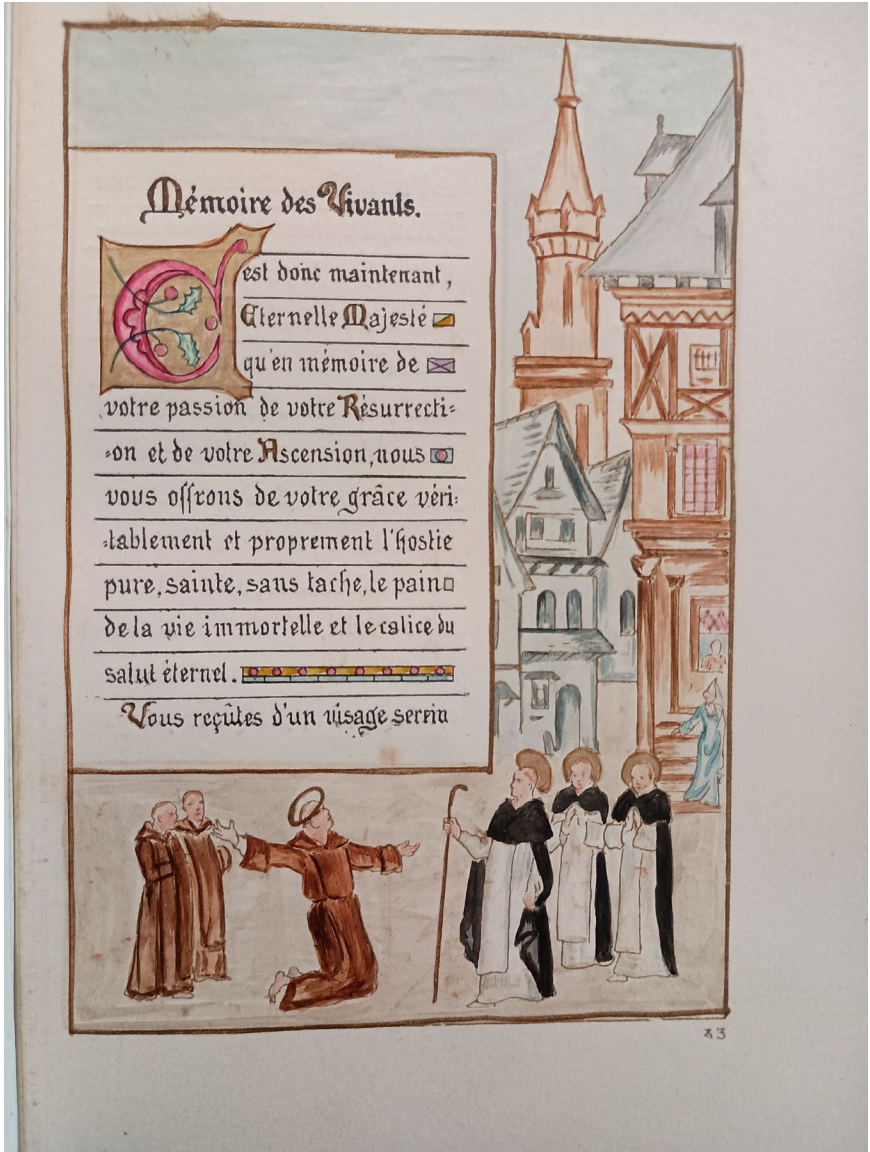 Mémoire des Vivants.
C'est donc maintenant,
Eternelle Majesté
qu'en mémoire de
votre passion de votre Résurrecti=
=on et de votre Ascension, nous
vous offrons de votre grâce véri=
=tablement et proprement l'hostie
pure, sainte, sans tache, le pain
de la vie immortelle et le calice du
salut éternel.
Vous reçûtes d'un visage serein
23